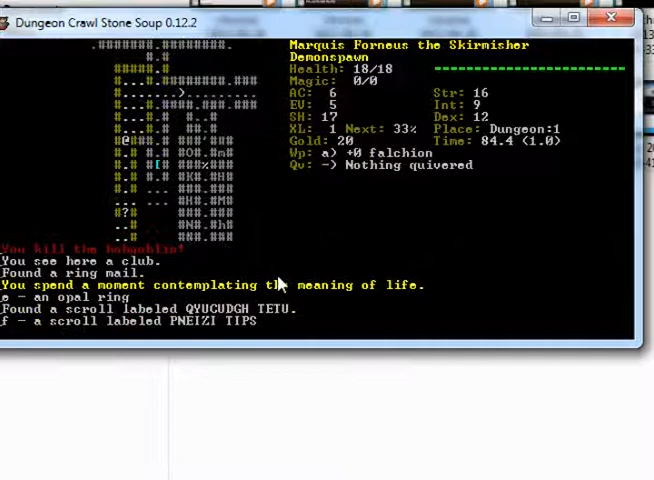 Dungeon Crawl Stone Soup 0.12.2
Marquis Forneus the Skirmisher
Demonspawn
Health: 18/18
Magic: 0/0
AC: 6 Str: 16
EV: 5 Int: 9
SH: 17 Dex: 12
XL: 1 Next: 33% Place: Dungeon:1
Gold: 20 Time: 84.4 (1.0)
Wp: a) +0 falchion
Qv: -) Nothing quivered
You kill the hobgoblin!
You see here a club.
Found a ring mail.
You spend a moment contemplating the meaning of life.
e - an opal ring
Found a scroll labeled QYUCUDGH TETU.
f - a scroll labeled PNEIZI TIPS